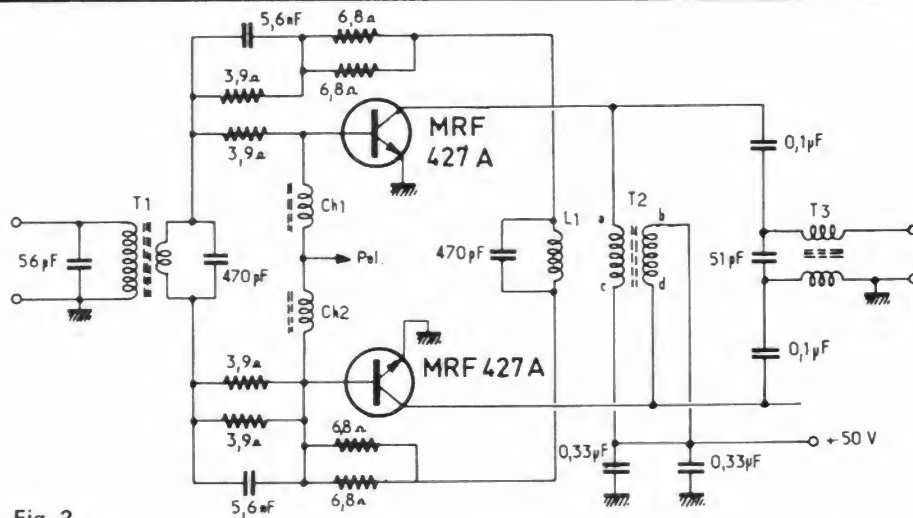 5,6nF
6,8Ω
6,8Ω
3,9Ω
3,9Ω
MRF
427 A
0,1µF
T1
Ch1
T2
L1
T3
a
b
56pF
470pF
Pol.
470pF
51pF
c
d
Ch2
3,9Ω
MRF 427A
0,1µF
3,9Ω
6,8Ω
+50 V
0,33µF
0,33µF
5,6nF
6,8Ω
Fig. 2